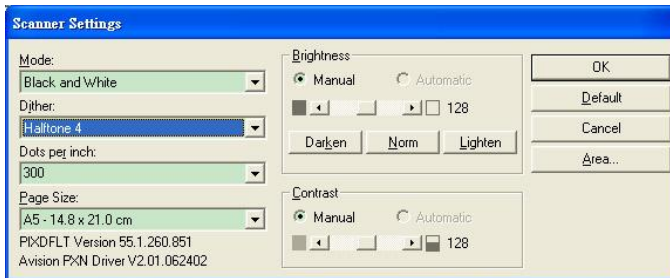 Scanner Settings
Mode:
Black and White
Dither:
Halftone 4
Dots per inch:
300
Page Size:
A5 - 14.8 x 21.0 cm
PIXDFLT Version 55.1.260.851
Avision PXN Driver V2.01.062402
Brightness
Manual Automatic
128
Darken Norm Lighten
Contrast
Manual Automatic
128
OK
Default
Cancel
Area...